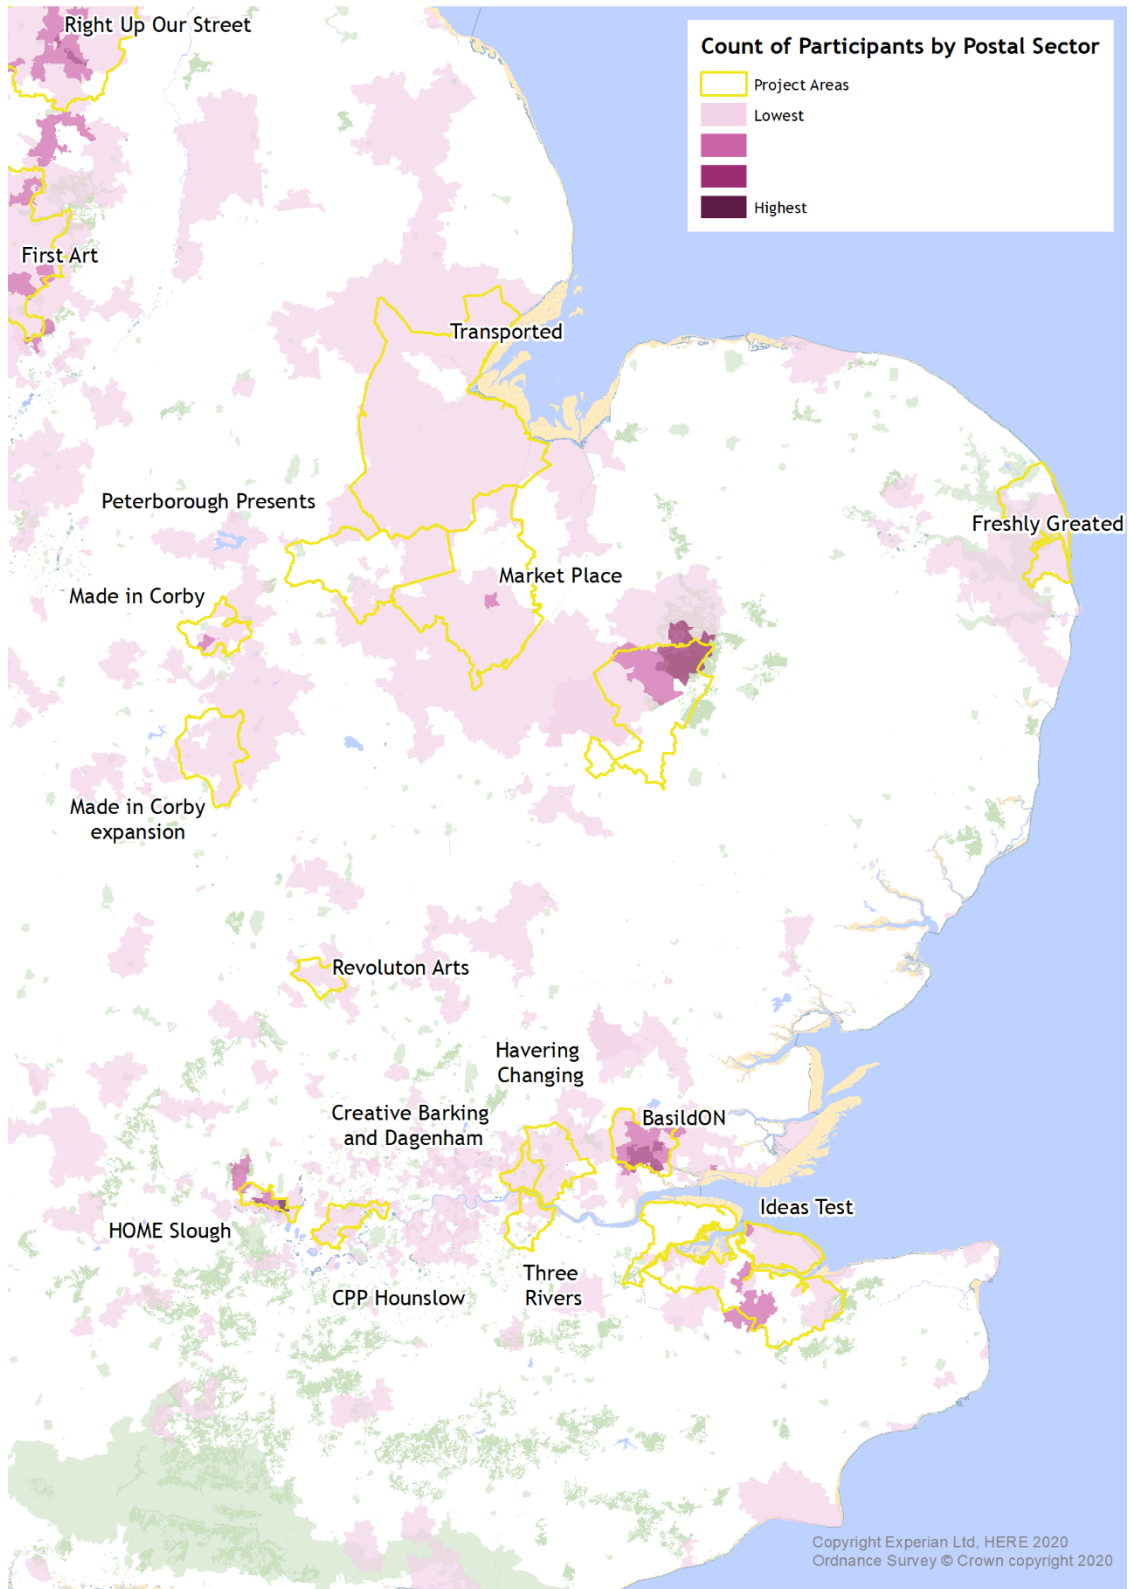 Right Up Our Street
Count of Participants by Postal Sector
Project Areas
Lowest
Highest
First Art
Transported
Peterborough Presents
Freshly Greated
Market Place
Made in Corby
Made in Corby
expansion
Revoluton Arts
Havering
Changing
Creative Barking
and Dagenham
BasildON
Ideas Test
HOME Slough
Three
Rivers
CPP Hounslow
Copyright Experian Ltd, HERE 2020
Ordnance Survey © Crown copyright 2020